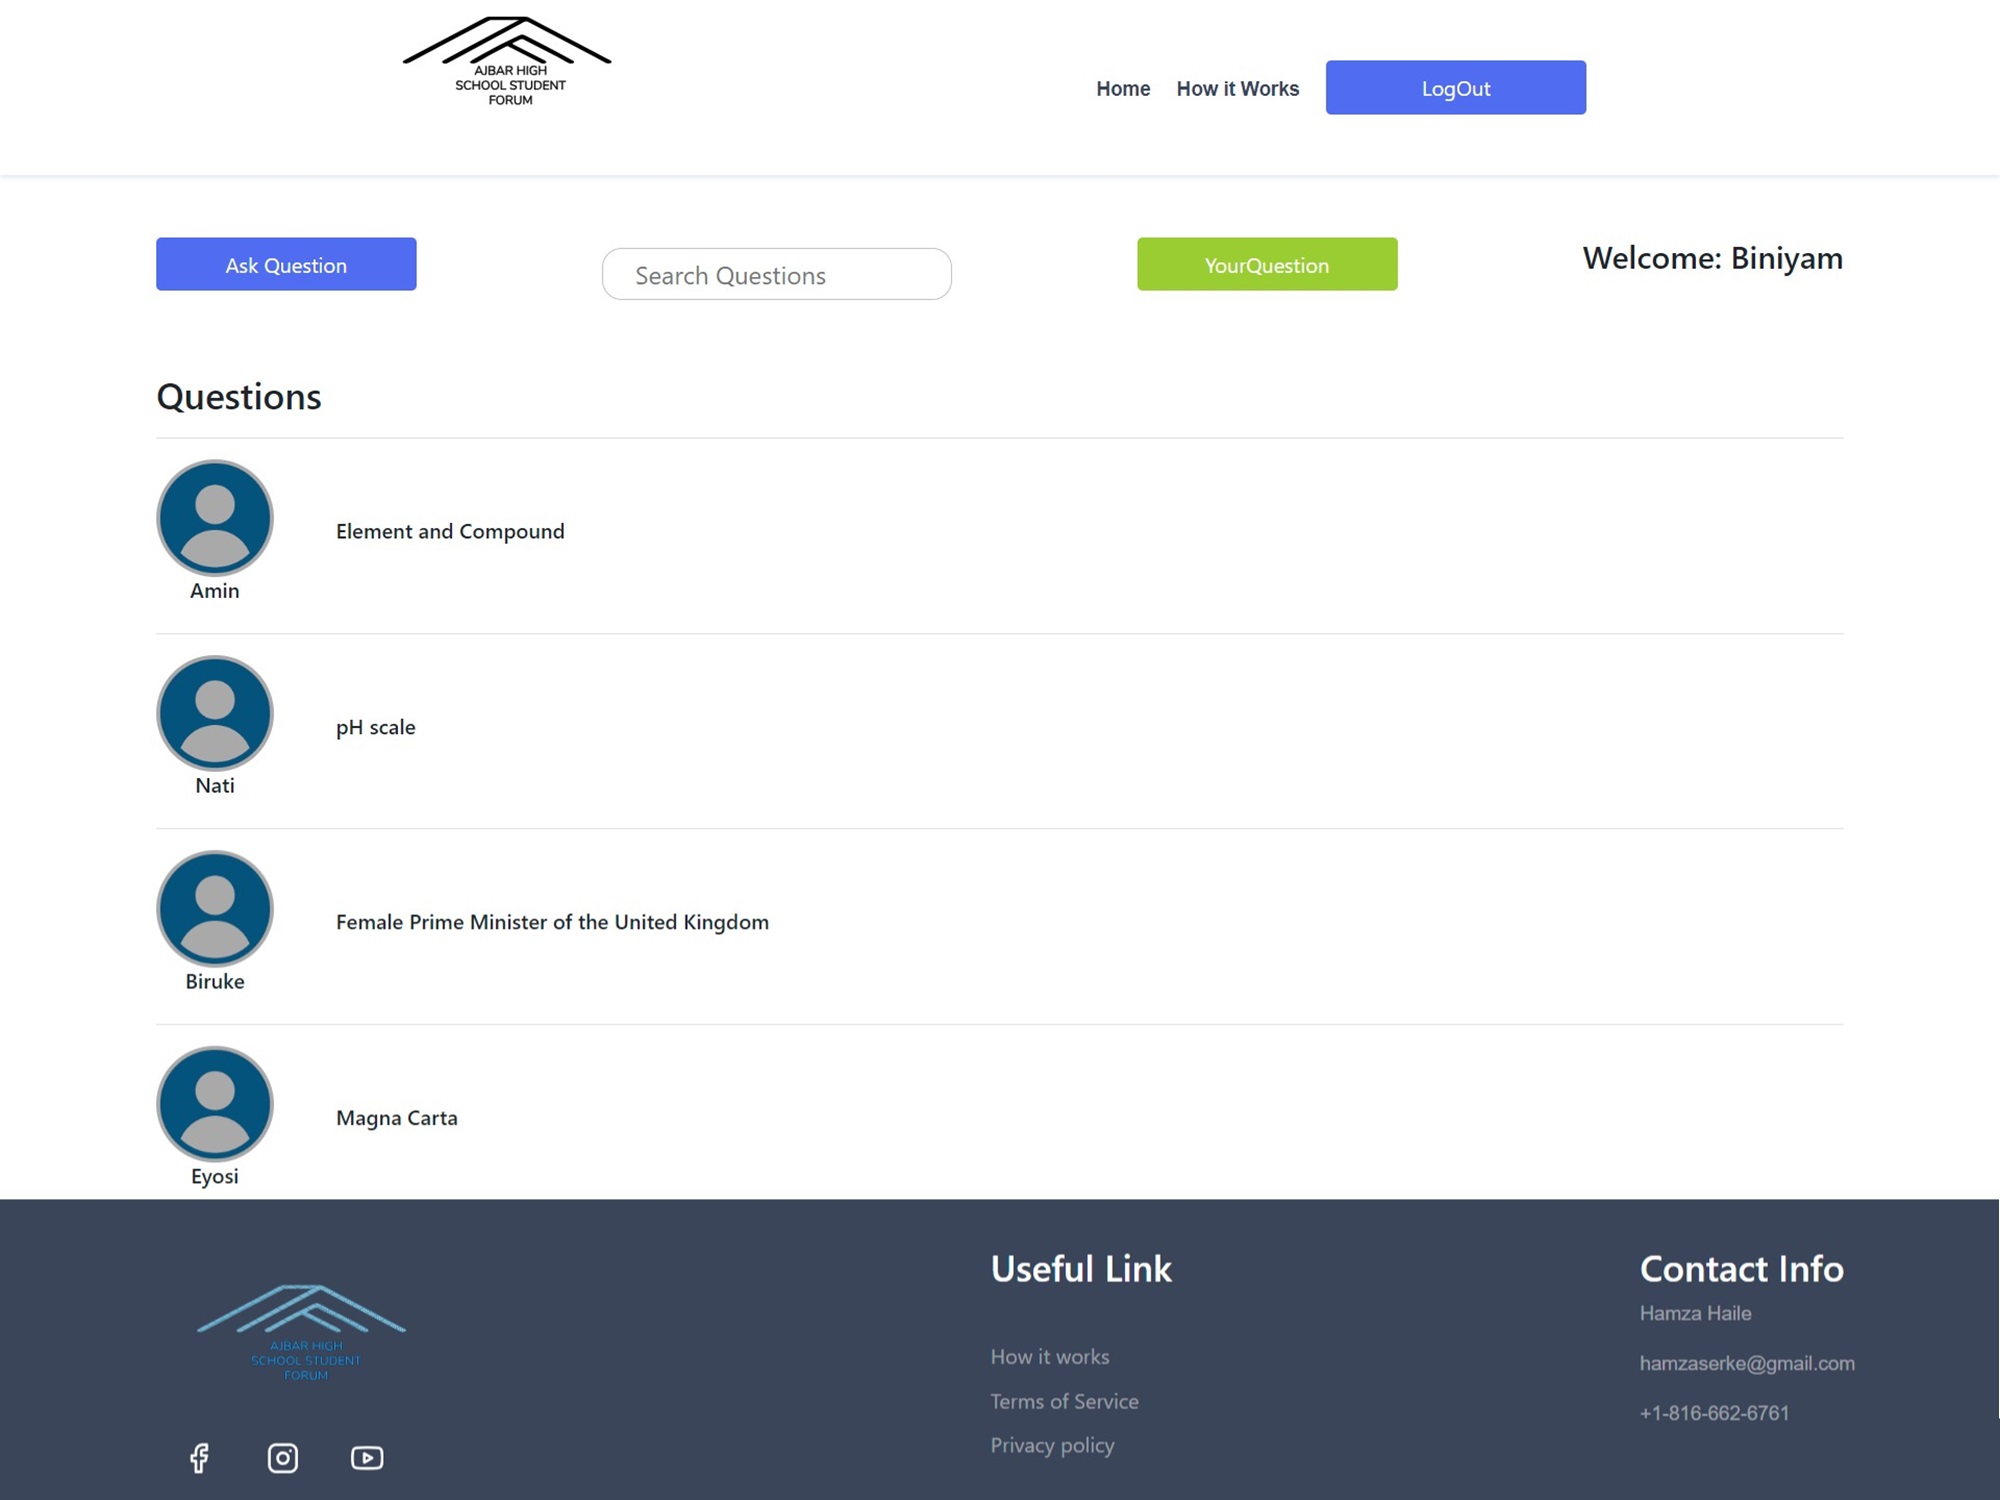 AJBAR HIGH
SCHOOL STUDENT
FORUM
Home
How it Works
LogOut
Ask Question
Search Questions
YourQuestion
Welcome: Biniyam
Questions
Element and Compound
Amin
pH scale
Nati
Female Prime Minister of the United Kingdom
Biruke
Magna Carta
Eyosi
AJBAR HIGH
SCHOOL STUDENT
FORUM
Useful Link
How it works
Terms of Service
Privacy policy
Contact Info
Hamza Haile
hamzaserke@gmail.com
+1-816-662-6761